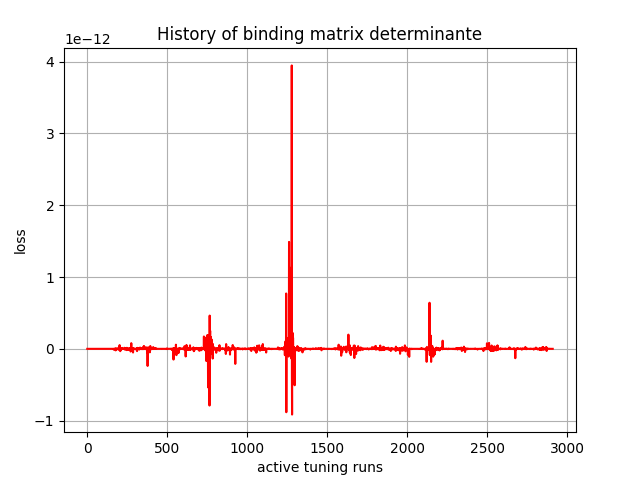 History of binding matrix determinante
1e−12
4
3
2
1
0
−1
loss
0 500 1000 1500 2000 2500 3000
active tuning runs